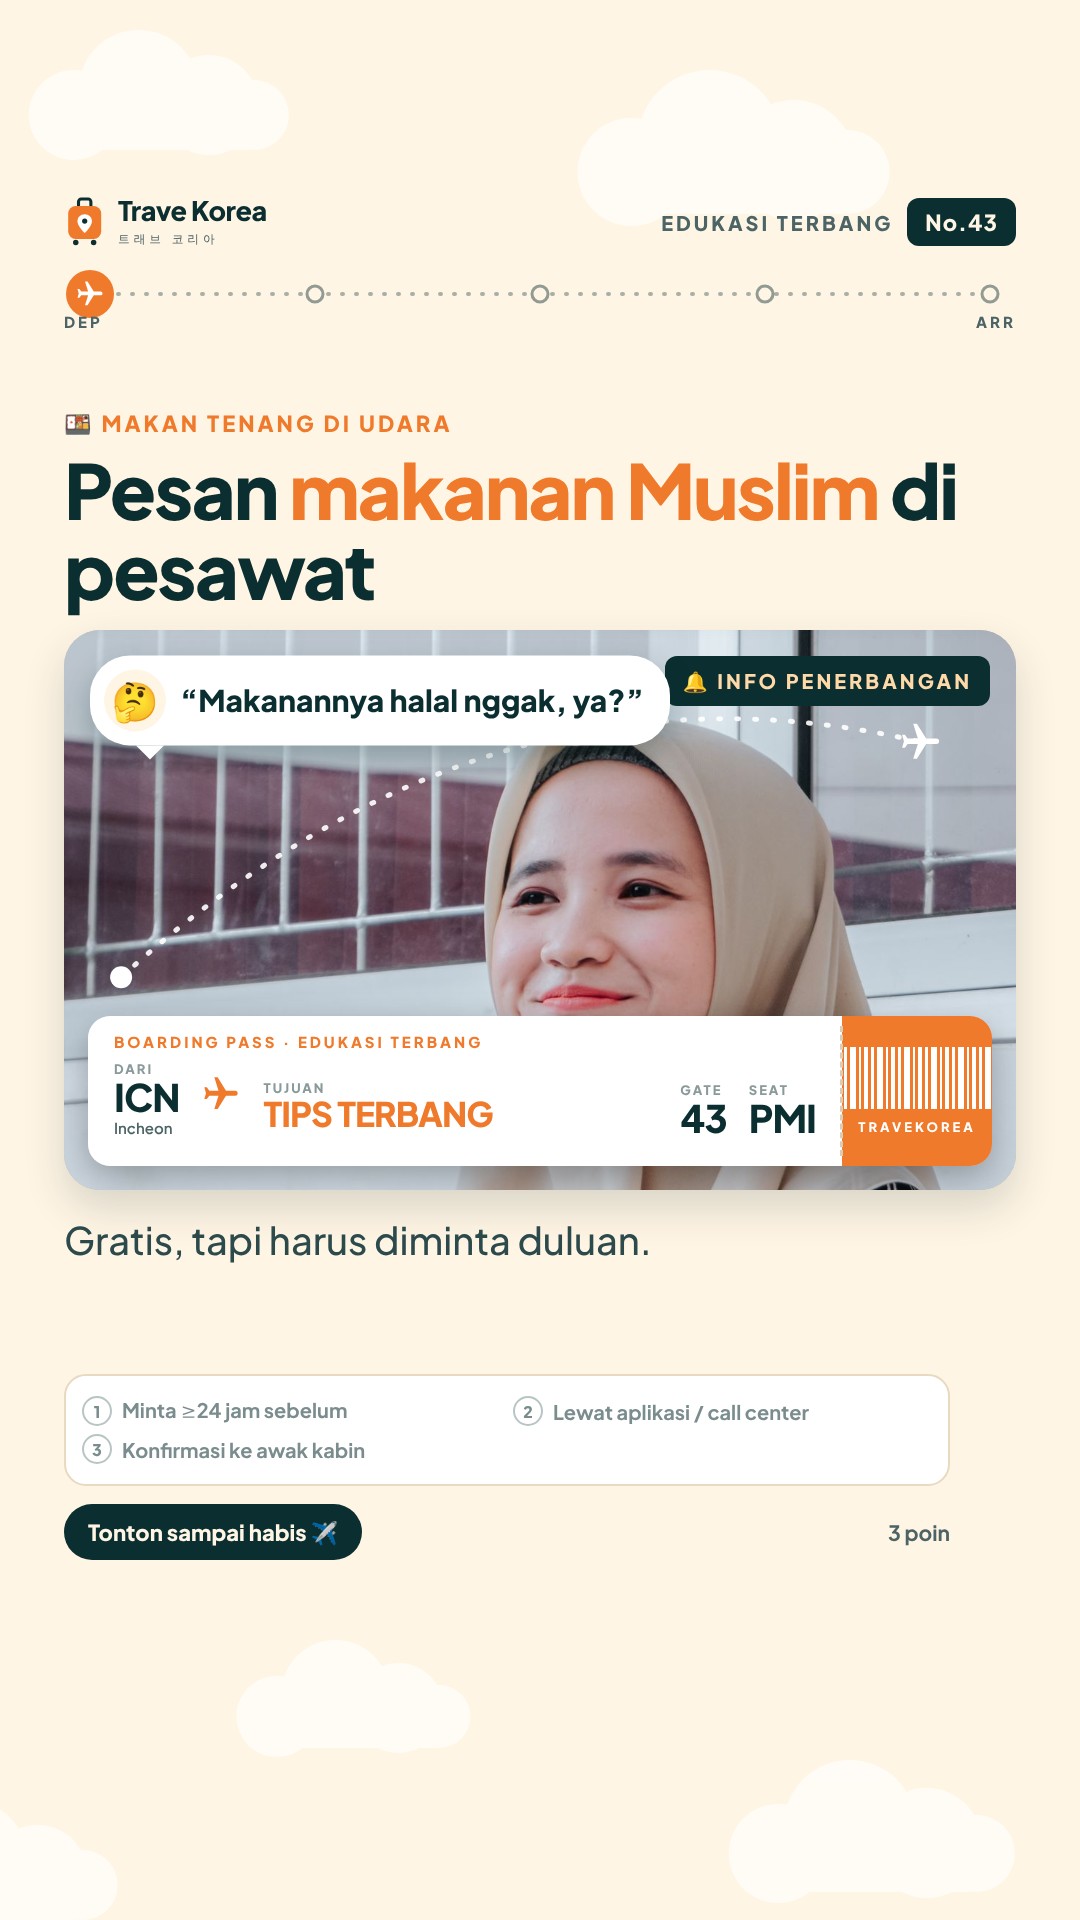 Trave Korea
트래브 코리아
EDUKASI TERBANG
No.43
DEP
ARR
🍱 MAKAN TENANG DI UDARA
Pesan makanan Muslim di
pesawat
🤔 “Makanannya halal nggak, ya?”
🔔 INFO PENERBANGAN
BOARDING PASS · EDUKASI TERBANG
DARI
ICN
Incheon
TUJUAN
TIPS TERBANG
GATE
43
SEAT
PMI
TRAVEKOREA
Gratis, tapi harus diminta duluan.
1 Minta ≥24 jam sebelum
2 Lewat aplikasi / call center
3 Konfirmasi ke awak kabin
Tonton sampai habis ✈️
3 poin